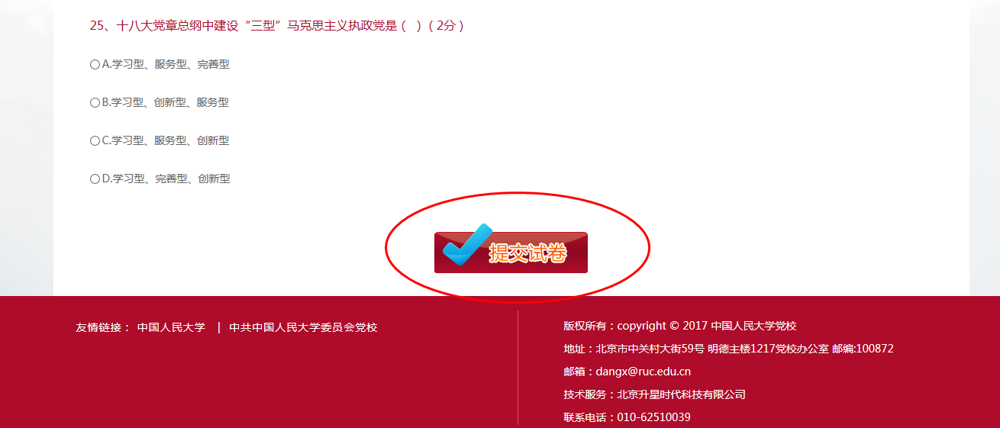 25、十八大党章总纲中建设“三型”马克思主义执政党是（  ）（ 2分 ）
A.学习型、服务型、完善型
B.学习型、创新型、服务型
C.学习型、服务型、创新型
D.学习型、完善型、创新型
提交试卷
友情链接： 中国人民大学 | 中共中国人民大学委员会党校
版权所有：copyright © 2017 中国人民大学党校
地址：北京市中关村大街59号 明德主楼1217党校办公室 邮编:100872
邮箱：dangx@ruc.edu.cn
技术服务：北京升星时代科技有限公司
联系电话：010-62510039